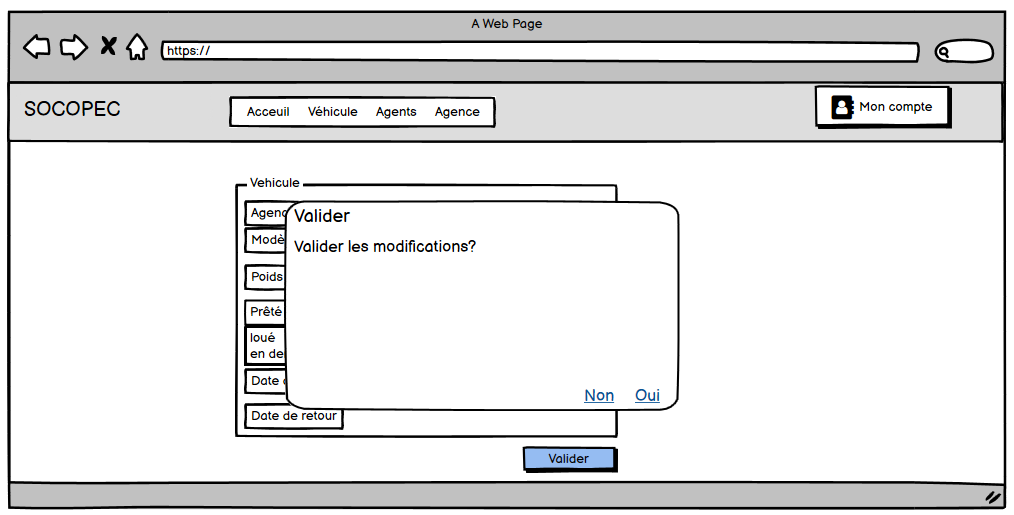 A Web Page
https://
SOCOPEC
Acceuil Véhicule Agents Agence
Mon compte
Vehicule
Agenc
Valider
Modè
Valider les modifications?
Poids
Prêté
loué
en de
Date
Non Oui
Date de retour
Valider